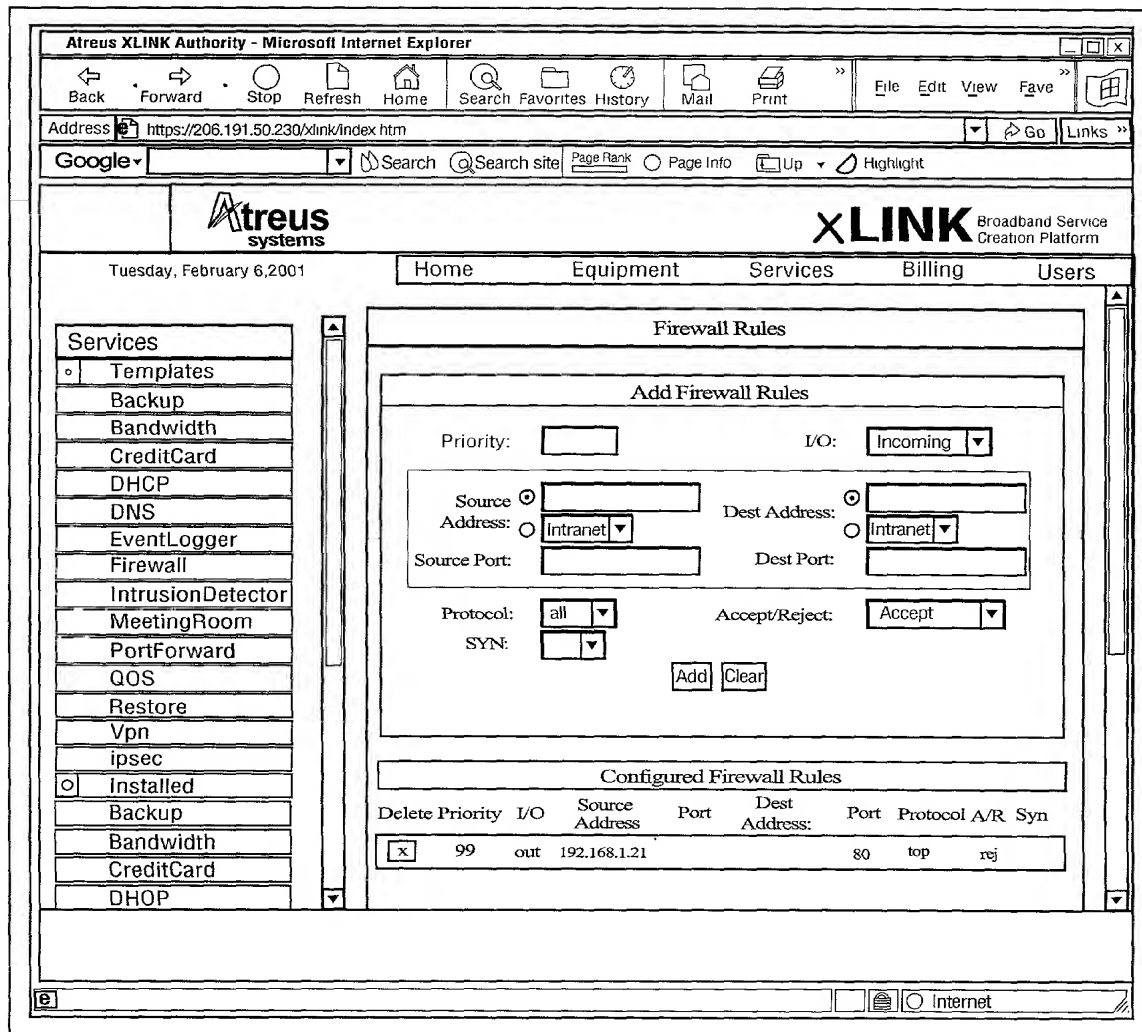 Atreus XLINK Authority - Microsoft Internet Explorer
Back Forward Stop Refresh Home Search Favorites History Mail Print » File Edit View Fave »
Address https://206.191.50.230/xlink/index htm Go Links »
Google Search Search site Page Rank Page Info Up Highlight
Atreus systems
xLINK Broadband Service Creation Platform
Tuesday, February 6,2001 Home Equipment Services Billing Users
Services
Templates
Backup
Bandwidth
CreditCard
DHCP
DNS
EventLogger
Firewall
IntrusionDetector
MeetingRoom
PortForward
QOS
Restore
Vpn
ipsec
Installed
Backup
Bandwidth
CreditCard
DHOP
Firewall Rules
Add Firewall Rules
Priority: I/O: Incoming
Source Address: Intranet Dest Address: Intranet
Source Port: Dest Port:
Protocol: all Accept/Reject: Accept
SYN:
Add Clear
Configured Firewall Rules
Delete Priority I/O Source Address Port Dest Address: Port Protocol A/R Syn
x 99 out 192.168.1.21 80 top rej
Internet